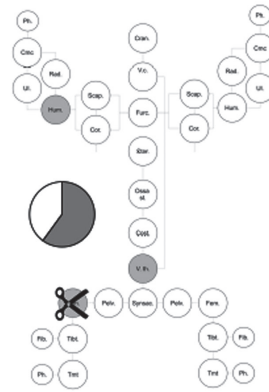 Ph.
Ph.
Cran.
Cmc
Cmc
V.c.
Rad.
Rad.
Ul.
Ul.
Scap.
Scap.
Hum.
Furc.
Hum.
Cor.
Cor.
Ster.
Ossa
st.
Cost.
V. th.
Pelv.
Synsac.
Pelv.
Fem.
Fib.
Tibt.
Tibt.
Fib.
Ph.
Tmt
Tmt
Ph.